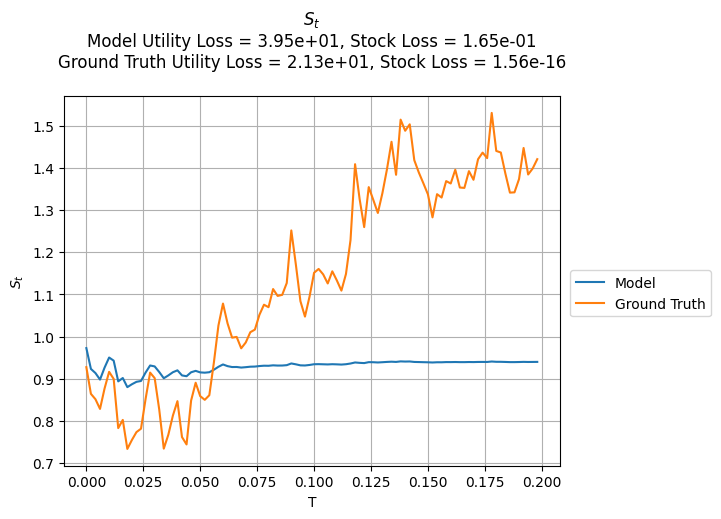 S_t
Model Utility Loss = 3.95e+01, Stock Loss = 1.65e-01
Ground Truth Utility Loss = 2.13e+01, Stock Loss = 1.56e-16
1.5
1.4
1.3
1.2
1.1
1.0
0.9
0.8
0.7
S_t
0.000 0.025 0.050 0.075 0.100 0.125 0.150 0.175 0.200
T
Model
Ground Truth